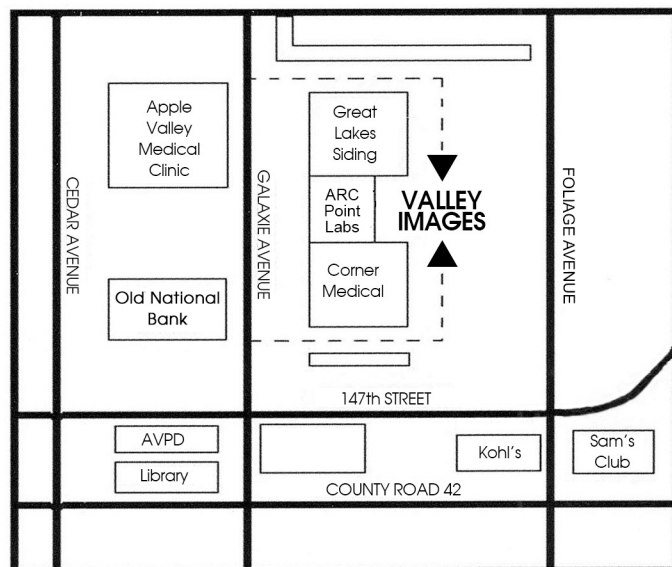 Apple
Valley
Medical
Clinic
Great
Lakes
Siding
CEDAR AVENUE
GALAXIE AVENUE
ARC
Point
Labs
VALLEY
IMAGES
FOLIAGE AVENUE
Corner
Medical
Old National
Bank
147th STREET
AVPD
Library
Kohl's
Sam's
Club
COUNTY ROAD 42